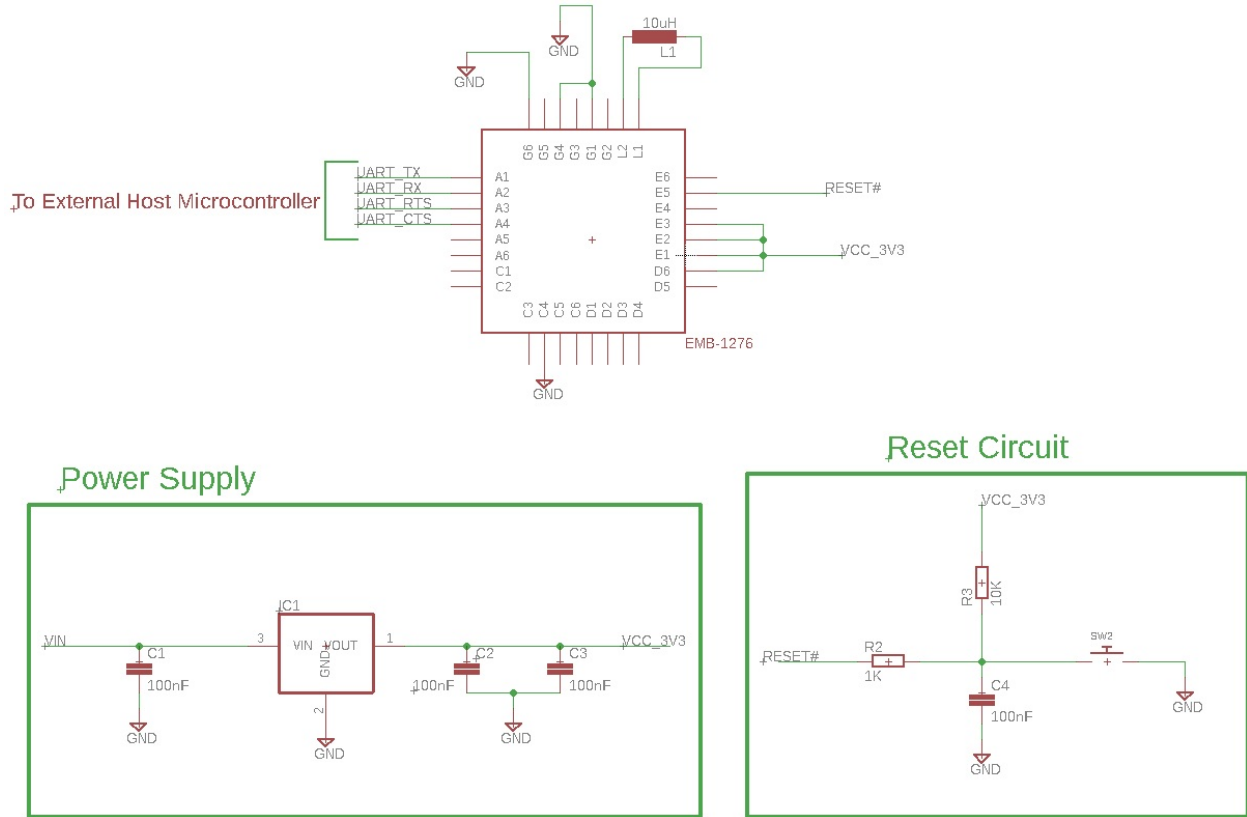 10uH
L1
GND
GND
G6 G5 G4 G3 G1 G2 L2 L1
To External Host Microcontroller
UART_TX
UART_RX
UART_RTS
UART_CTS
A1
A2
A3
A4
A5
A6
C1
C2
E6
E5
E4
E3
E2
E1
D6
D5
RESET#
VCC_3V3
C3 C4 C5 C6 D1 D2 D3 D4
EMB-1276
GND
Power Supply
VIN
C1
100nF
GND
IC1
3
VIN
VOUT
GND
1
2
GND
C2
100nF
C3
100nF
VCC_3V3
GND
Reset Circuit
VCC_3V3
R3
10K
RESET#
R2
1K
SW2
C4
100nF
GND
GND